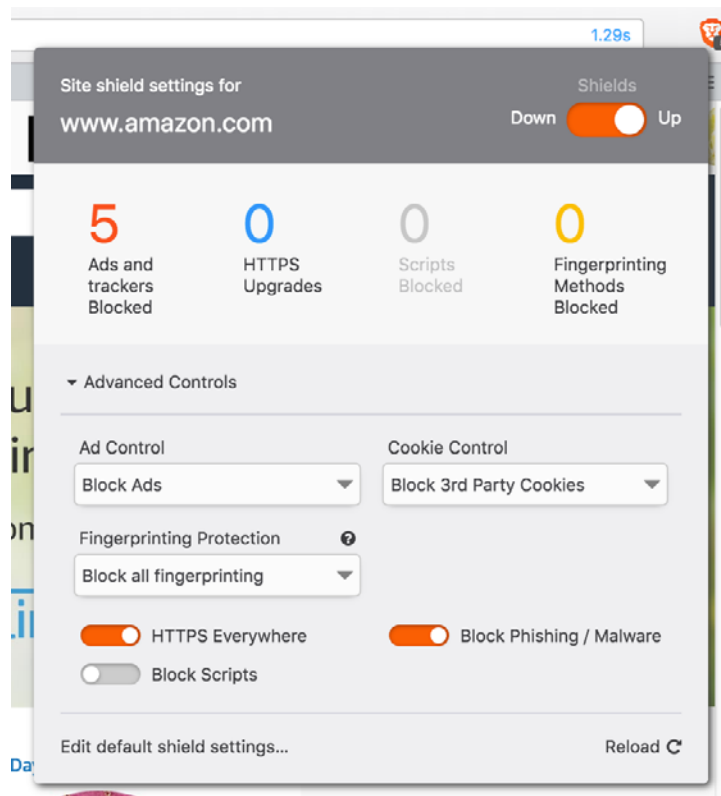 1.29s
Site shield settings for
www.amazon.com
Shields
Down Up
5 0 0 0
Ads and trackers Blocked
HTTPS Upgrades
Scripts Blocked
Fingerprinting Methods Blocked
Advanced Controls
Ad Control
Block Ads
Cookie Control
Block 3rd Party Cookies
Fingerprinting Protection
Block all fingerprinting
HTTPS Everywhere
Block Phishing / Malware
Block Scripts
Edit default shield settings...
Reload